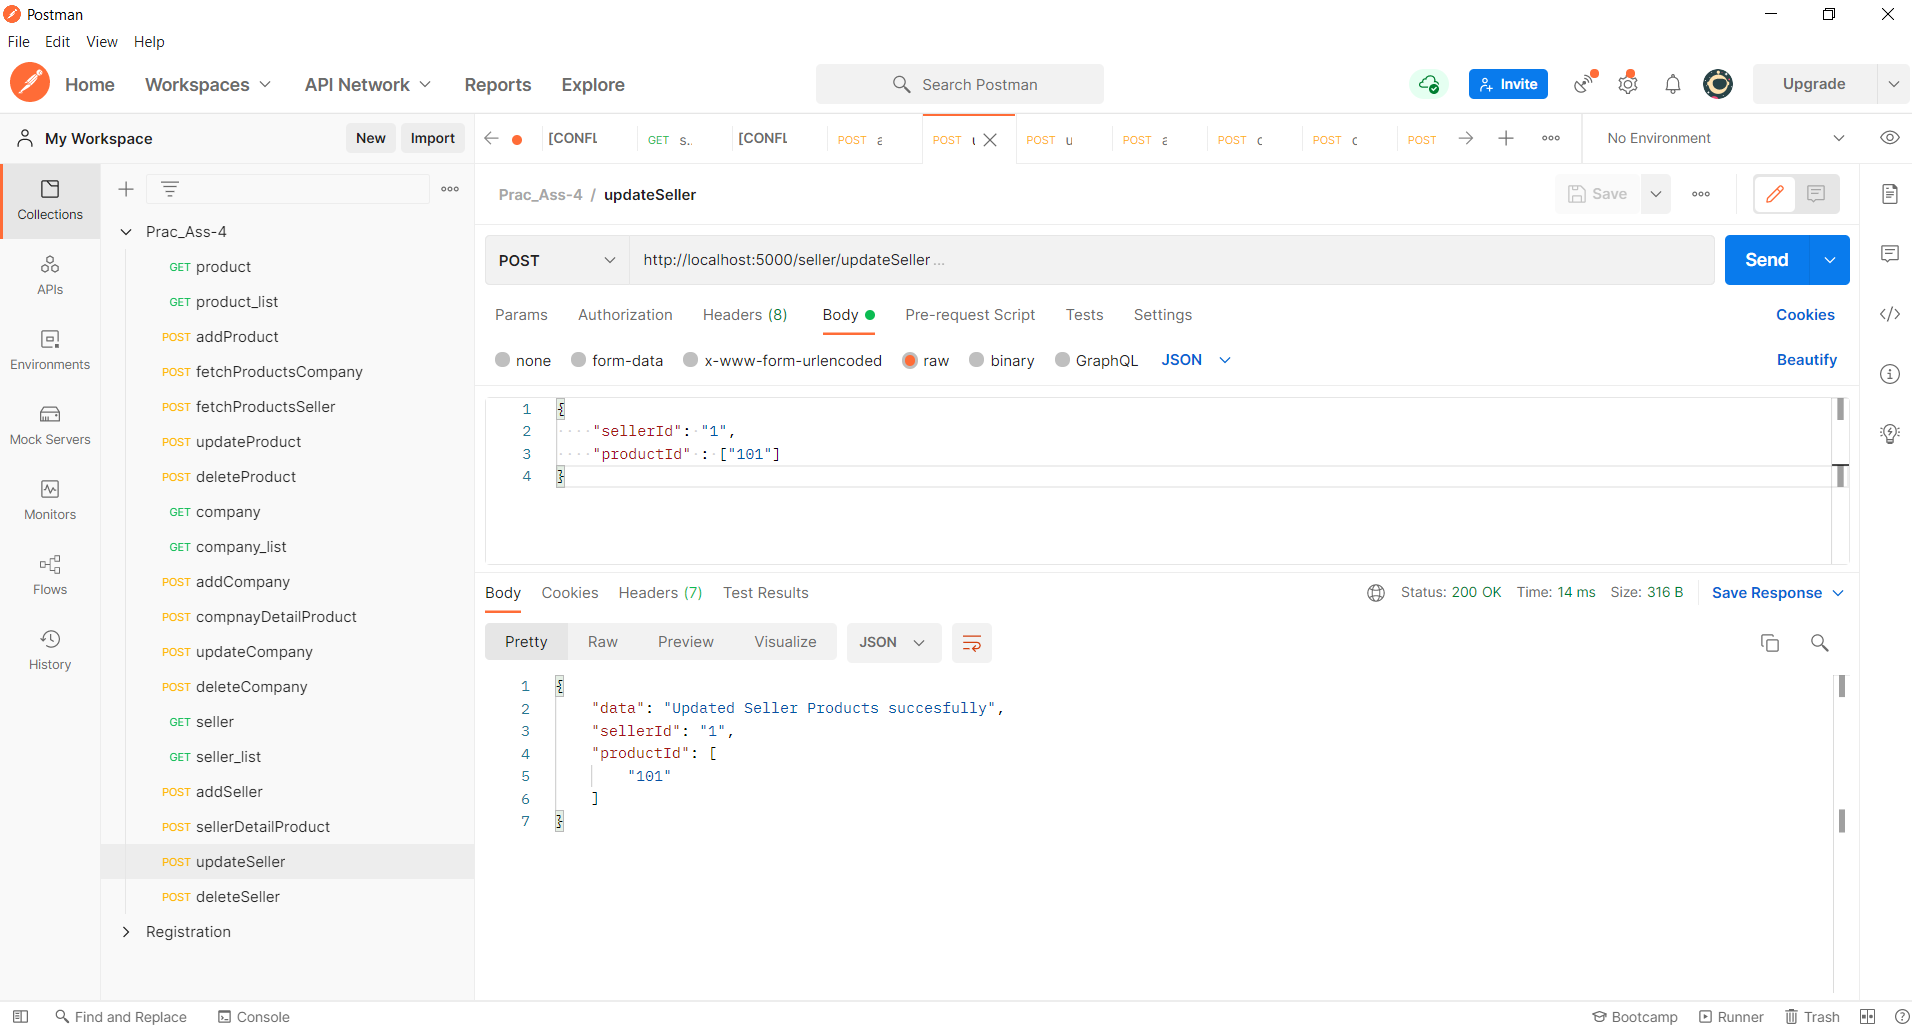 Postman
File Edit View Help
Home Workspaces API Network Reports Explore Search Postman Invite Upgrade
My Workspace New Import [CONFL GET s.. [CONFL POST POST POST POST POST POST POST No Environment
Collections
APIs
Environments
Mock Servers
Monitors
Flows
History
Prac_Ass-4
GET product
GET product_list
POST addProduct
POST fetchProductsCompany
POST fetchProductsSeller
POST updateProduct
POST deleteProduct
GET company
GET company_list
POST addCompany
POST compnayDetailProduct
POST updateCompany
POST deleteCompany
GET seller
GET seller_list
POST addSeller
POST sellerDetailProduct
POST updateSeller
POST deleteSeller
Registration
Prac_Ass-4 / updateSeller Save
POST http://localhost:5000/seller/updateSeller ... Send
Params Authorization Headers (8) Body Pre-request Script Tests Settings Cookies
none form-data x-www-form-urlencoded raw binary GraphQL JSON Beautify
1 {
2 "sellerId": "1",
3 "productId" : ["101"]
4 }
Body Cookies Headers (7) Test Results Status: 200 OK Time: 14 ms Size: 316 B Save Response
Pretty Raw Preview Visualize JSON
1 {
2 "data": "Updated Seller Products succesfully",
3 "sellerId": "1",
4 "productId": [
5 "101"
6 ]
7 }
Find and Replace Console Bootcamp Runner Trash